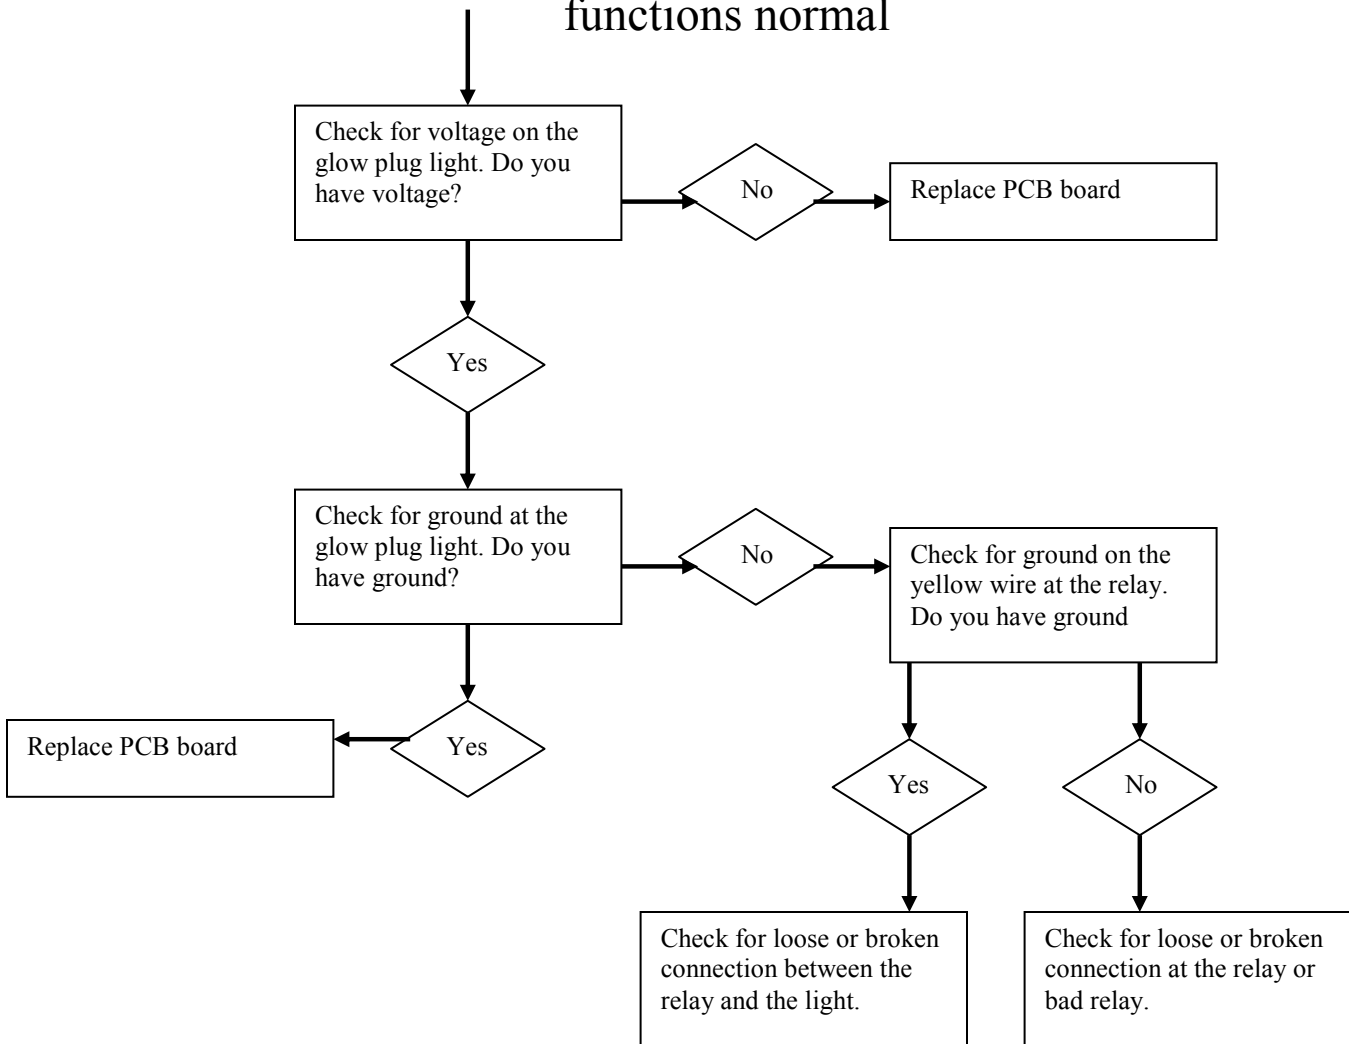 functions normal
Check for voltage on the
glow plug light. Do you
have voltage?
No
Replace PCB board
Yes
Check for ground at the
glow plug light. Do you
have ground?
No
Check for ground on the
yellow wire at the relay.
Do you have ground
Yes
Replace PCB board
Yes
No
Check for loose or broken
connection between the
relay and the light.
Check for loose or broken
connection at the relay or
bad relay.